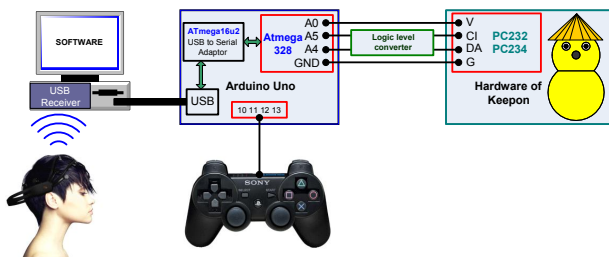 SOFTWARE
USB
Receiver
ATmega16u2
USB to Serial
Adaptor
Atmega
328
A0
A5
A4
GND
USB
Arduino Uno
10 11 12 13
Logic level
converter
V
CI
DA
G
PC232
PC234
Hardware of
Keepon
SONY